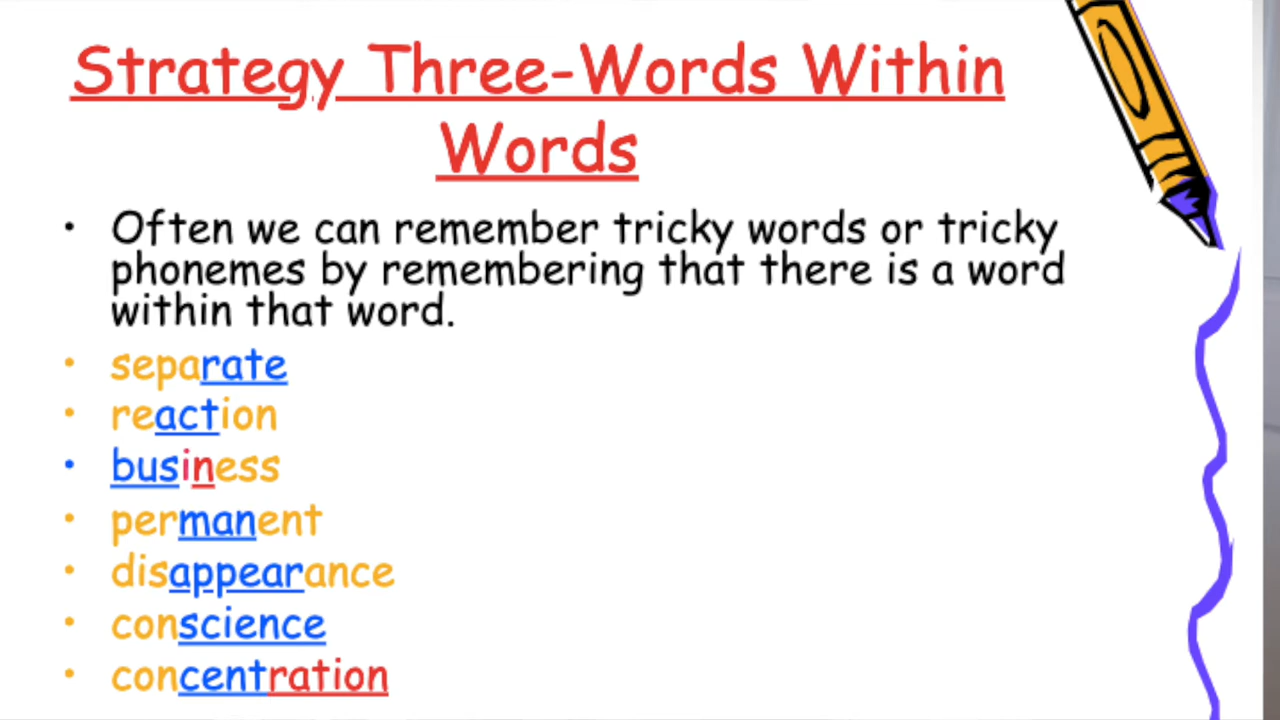 Strategy Three-Words Within
Words
• Often we can remember tricky words or tricky
phonemes by remembering that there is a word
within that word.
• separate
• reaction
• business
• permanent
• disappearance
• conscience
• concentration